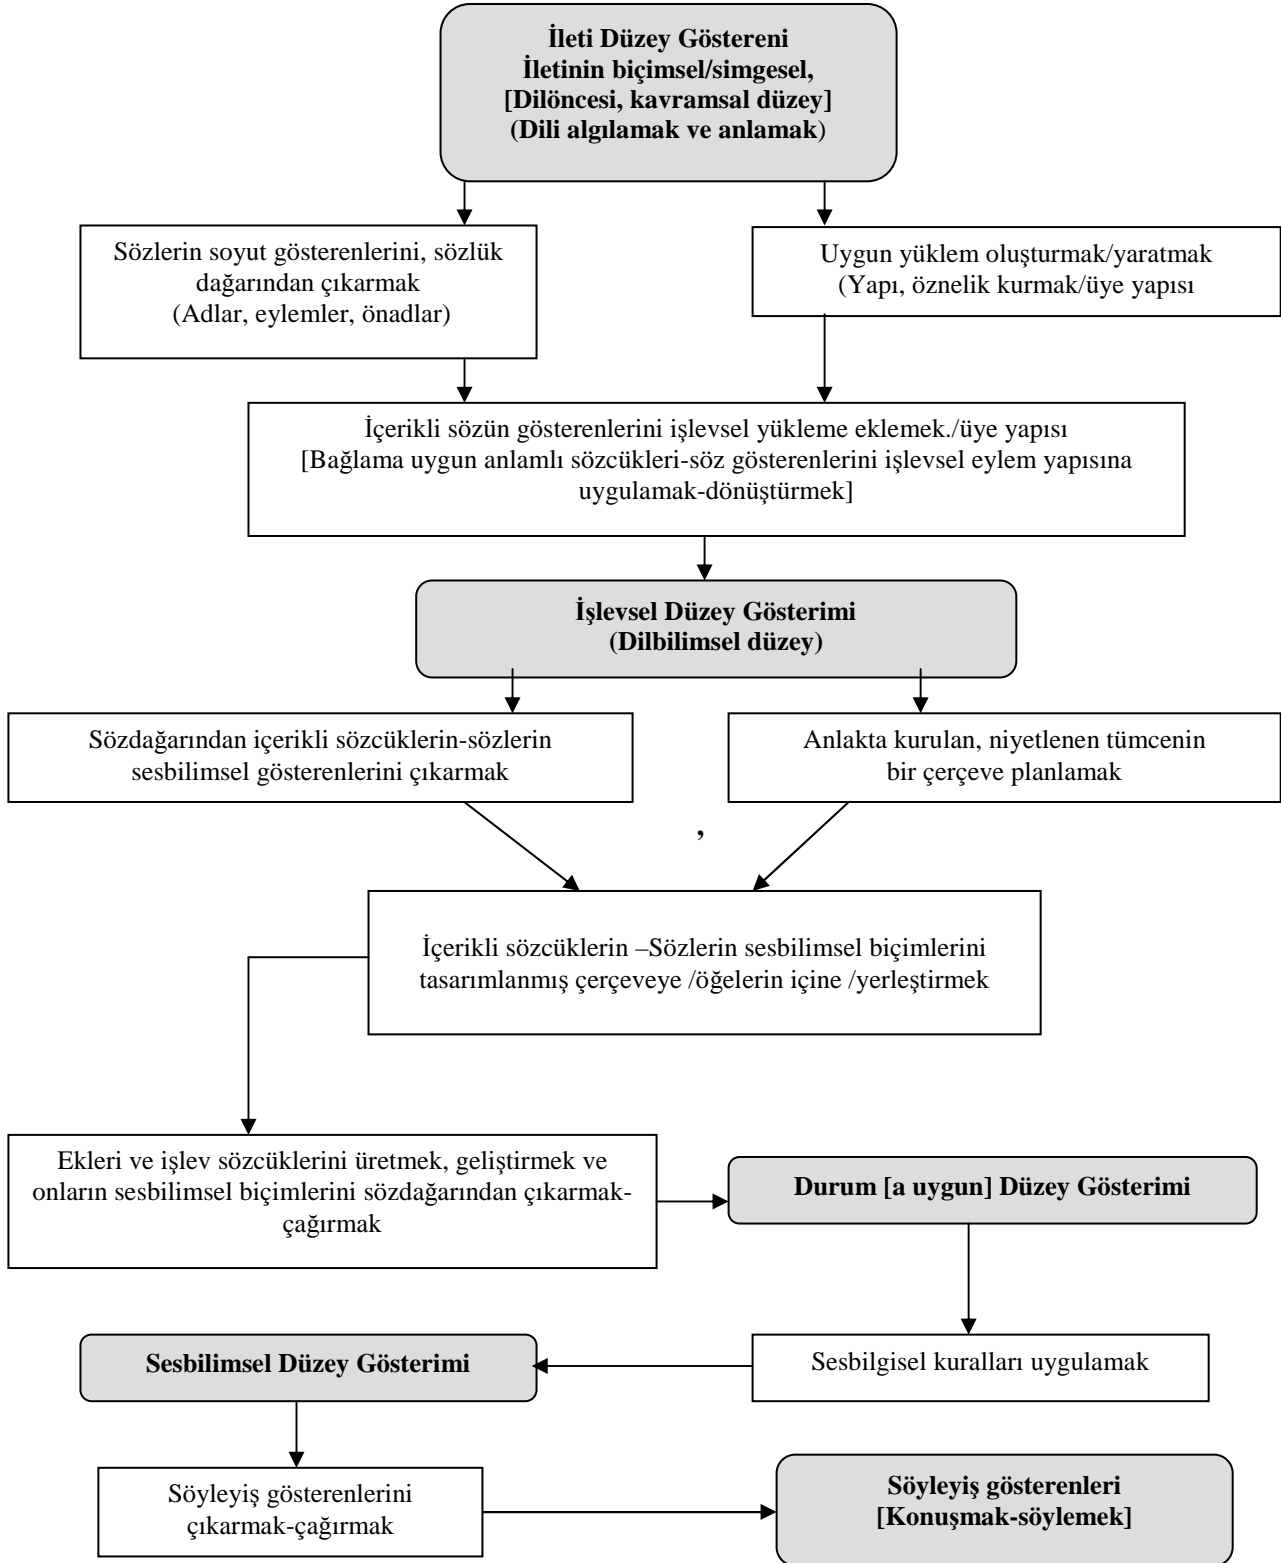 İleti Düzey Göstereni
İletinin biçimsel/simgesel,
[Dilöncesi, kavramsal düzey]
(Dili algılamak ve anlamak)
Sözlerin soyut gösterenlerini, sözlük
dağarından çıkarmak
(Adlar, eylemler, önadlar)
Uygun yüklem oluşturmak/yaratmak
(Yapı, öznelik kurmak/üye yapısı
İçerikli sözün gösterenlerini işlevsel yükleme eklemek./üye yapısı
[Bağlama uygun anlamlı sözcükleri-söz gösterenlerini işlevsel eylem yapısına
uygulamak-dönüştürmek]
İşlevsel Düzey Gösterimi
(Dilbilimsel düzey)
Sözdağarından içerikli sözcüklerin-sözlerin
sesbilimsel gösterenlerini çıkarmak
Anlakta kurulan, niyetlenen tümcenin
bir çerçeve planlamak
,
İçerikli sözcüklerin –Sözlerin sesbilimsel biçimlerini
tasarımlanmış çerçeveye /öğelerin içine /yerleştirmek
Ekleri ve işlev sözcüklerini üretmek, geliştirmek ve
onların sesbilimsel biçimlerini sözdağarından çıkarmak-
çağırmak
Durum [a uygun] Düzey Gösterimi
Sesbilimsel Düzey Gösterimi
Sesbilgisel kuralları uygulamak
Söyleyiş gösterenlerini
çıkarmak-çağırmak
Söyleyiş gösterenleri
[Konuşmak-söylemek]